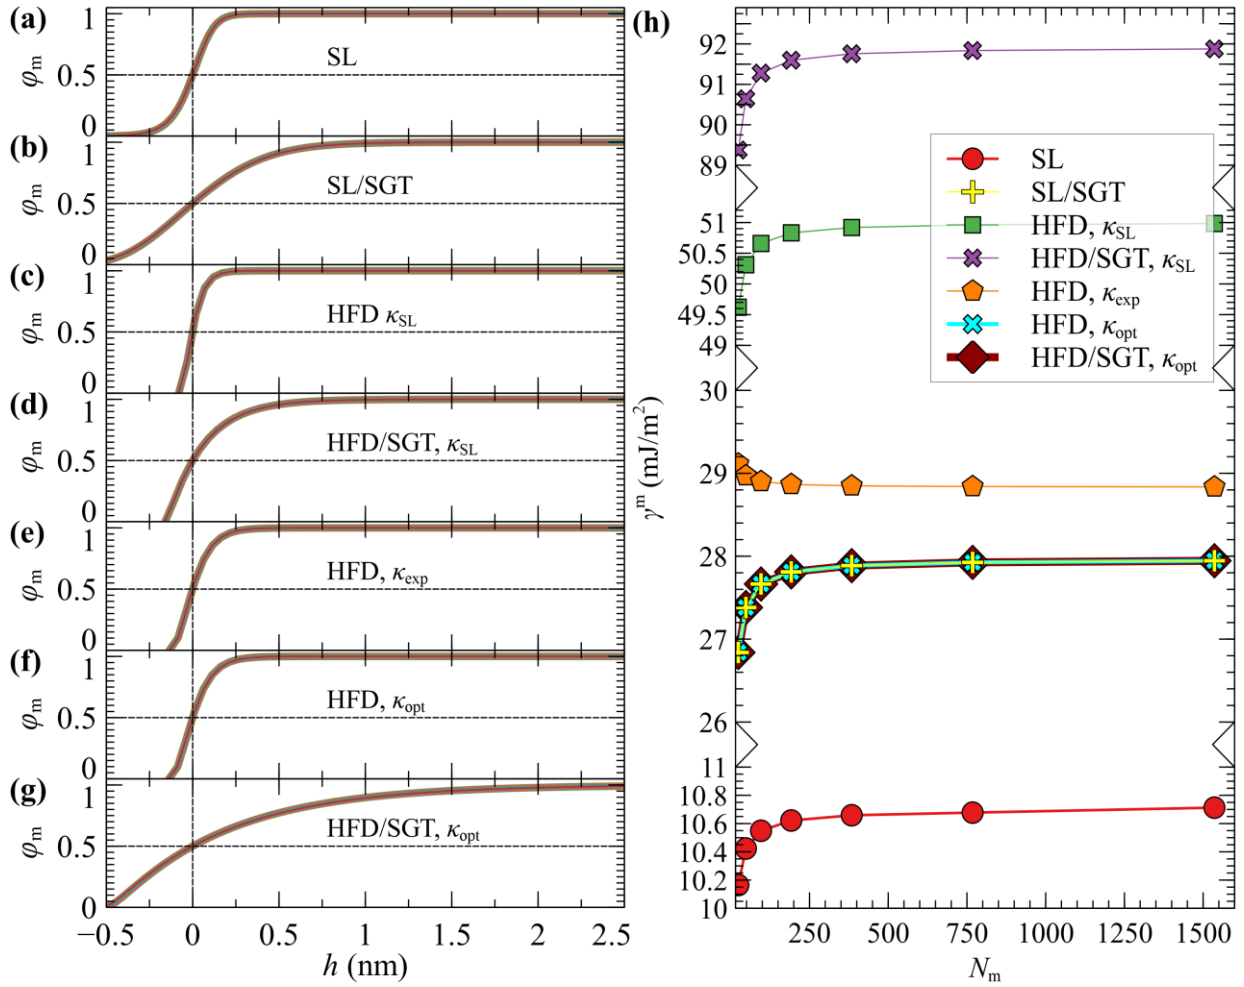 (a)
φm
1
0.5
0
SL
(b)
φm
1
0.5
0
SL/SGT
(c)
φm
1
0.5
0
HFD κSL
(d)
φm
1
0.5
0
HFD/SGT, κSL
(e)
φm
1
0.5
0
HFD, κexp
(f)
φm
1
0.5
0
HFD, κopt
(g)
φm
1
0.5
0
HFD/SGT, κopt
−0.5 0 0.5 1 1.5 2 2.5
h (nm)
(h)
92
91
90
89
51
50.5
50
49.5
49
30
29
28
27
26
11
10.8
10.6
10.4
10.2
10
γm (mJ/m2)
SL
SL/SGT
HFD, κSL
HFD/SGT, κSL
HFD, κexp
HFD, κopt
HFD/SGT, κopt
250 500 750 1000 1250 1500
Nm